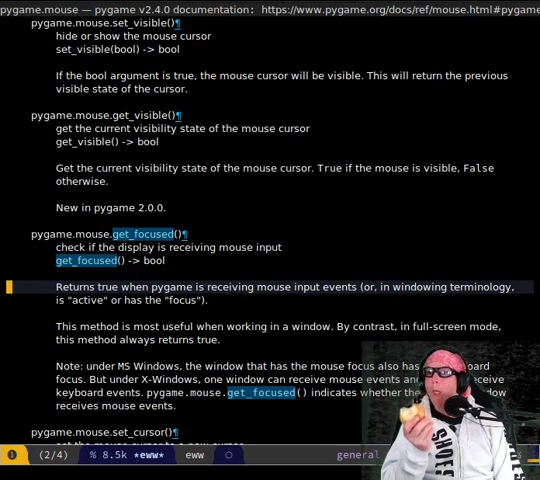 pygame.mouse — pygame v2.4.0 documentation: https://www.pygame.org/docs/ref/mouse.html#pygame
pygame.mouse.set_visible()¶
hide or show the mouse cursor
set_visible(bool) -> bool
If the bool argument is true, the mouse cursor will be visible. This will return the previous
visible state of the cursor.
pygame.mouse.get_visible()¶
get the current visibility state of the mouse cursor
get_visible() -> bool
Get the current visibility state of the mouse cursor. True if the mouse is visible, False
otherwise.
New in pygame 2.0.0.
pygame.mouse.get_focused()¶
check if the display is receiving mouse input
get_focused() -> bool
Returns true when pygame is receiving mouse input events (or, in windowing terminology,
is "active" or has the "focus").
This method is most useful when working in a window. By contrast, in full-screen mode,
this method always returns true.
Note: under MS Windows, the window that has the mouse focus also has
focus. But under X-Windows, one window can receive mouse events
keyboard events. pygame.mouse.get_focused() indicates whether the
receives mouse events.
pygame.mouse.set_cursor()¶
set the mouse cursor to a new cursor
(2/4) % 8.5k *eww* eww general